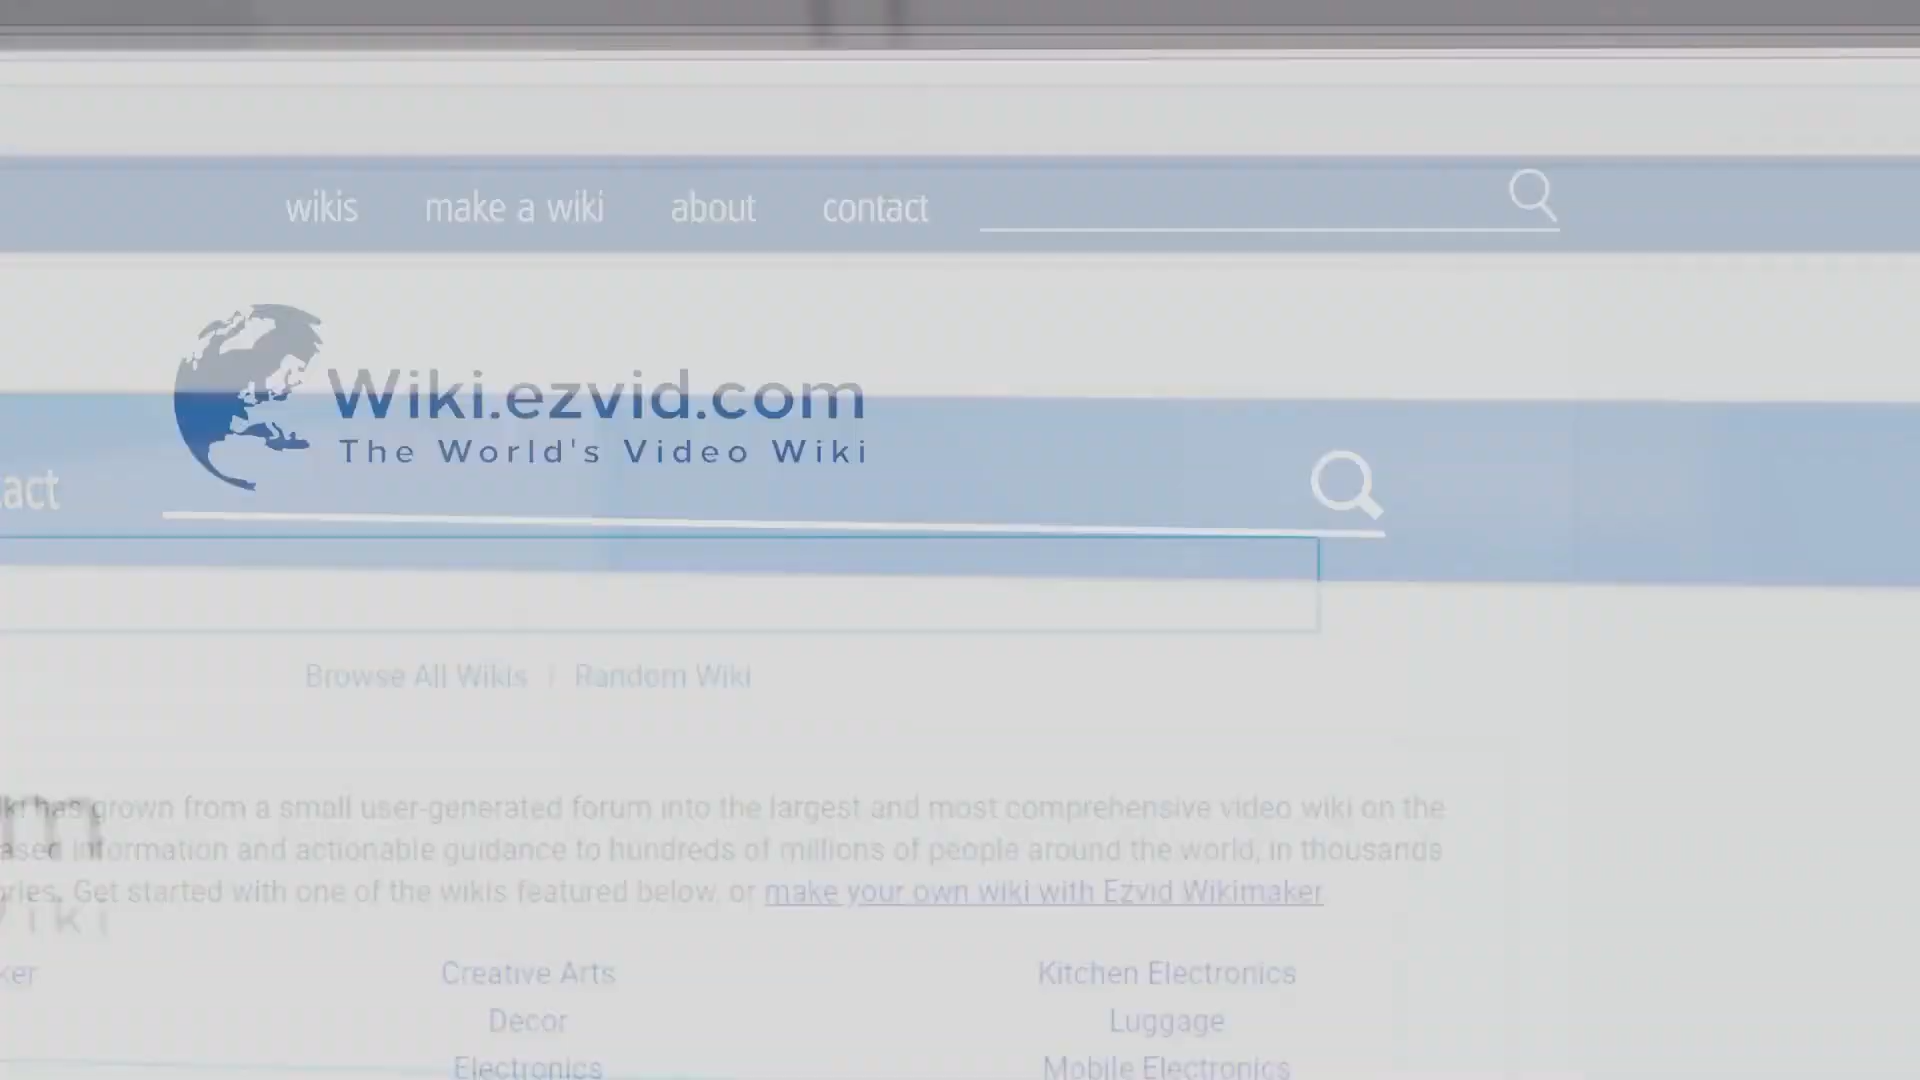 wikis make a wiki about contact
Wiki.ezvid.com
The World's Video Wiki
Browse All Wikis | Random Wiki
has grown from a small user-generated forum into the largest and most comprehensive video wiki on the
information and actionable guidance to hundreds of millions of people around the world, in thousands
Get started with one of the wikis featured below, or make your own wiki with Ezvid Wikimaker
Creative Arts Kitchen Electronics
Decor Luggage
Electronics Mobile Electronics